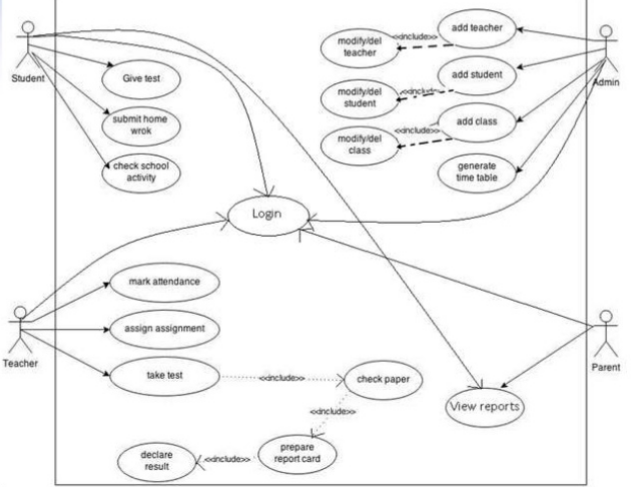 Student
Give test
submit home
wrok
check school
activity
modify/del
teacher
<<include>>
add teacher
modify/del
student
<<include>>
add student
modify/del
class
<<include>>
add class
generate
time table
Admin
Login
Teacher
mark attendance
assign assignment
take test
<<include>>
check paper
<<include>>
prepare
report card
<<include>>
declare
result
View reports
Parent